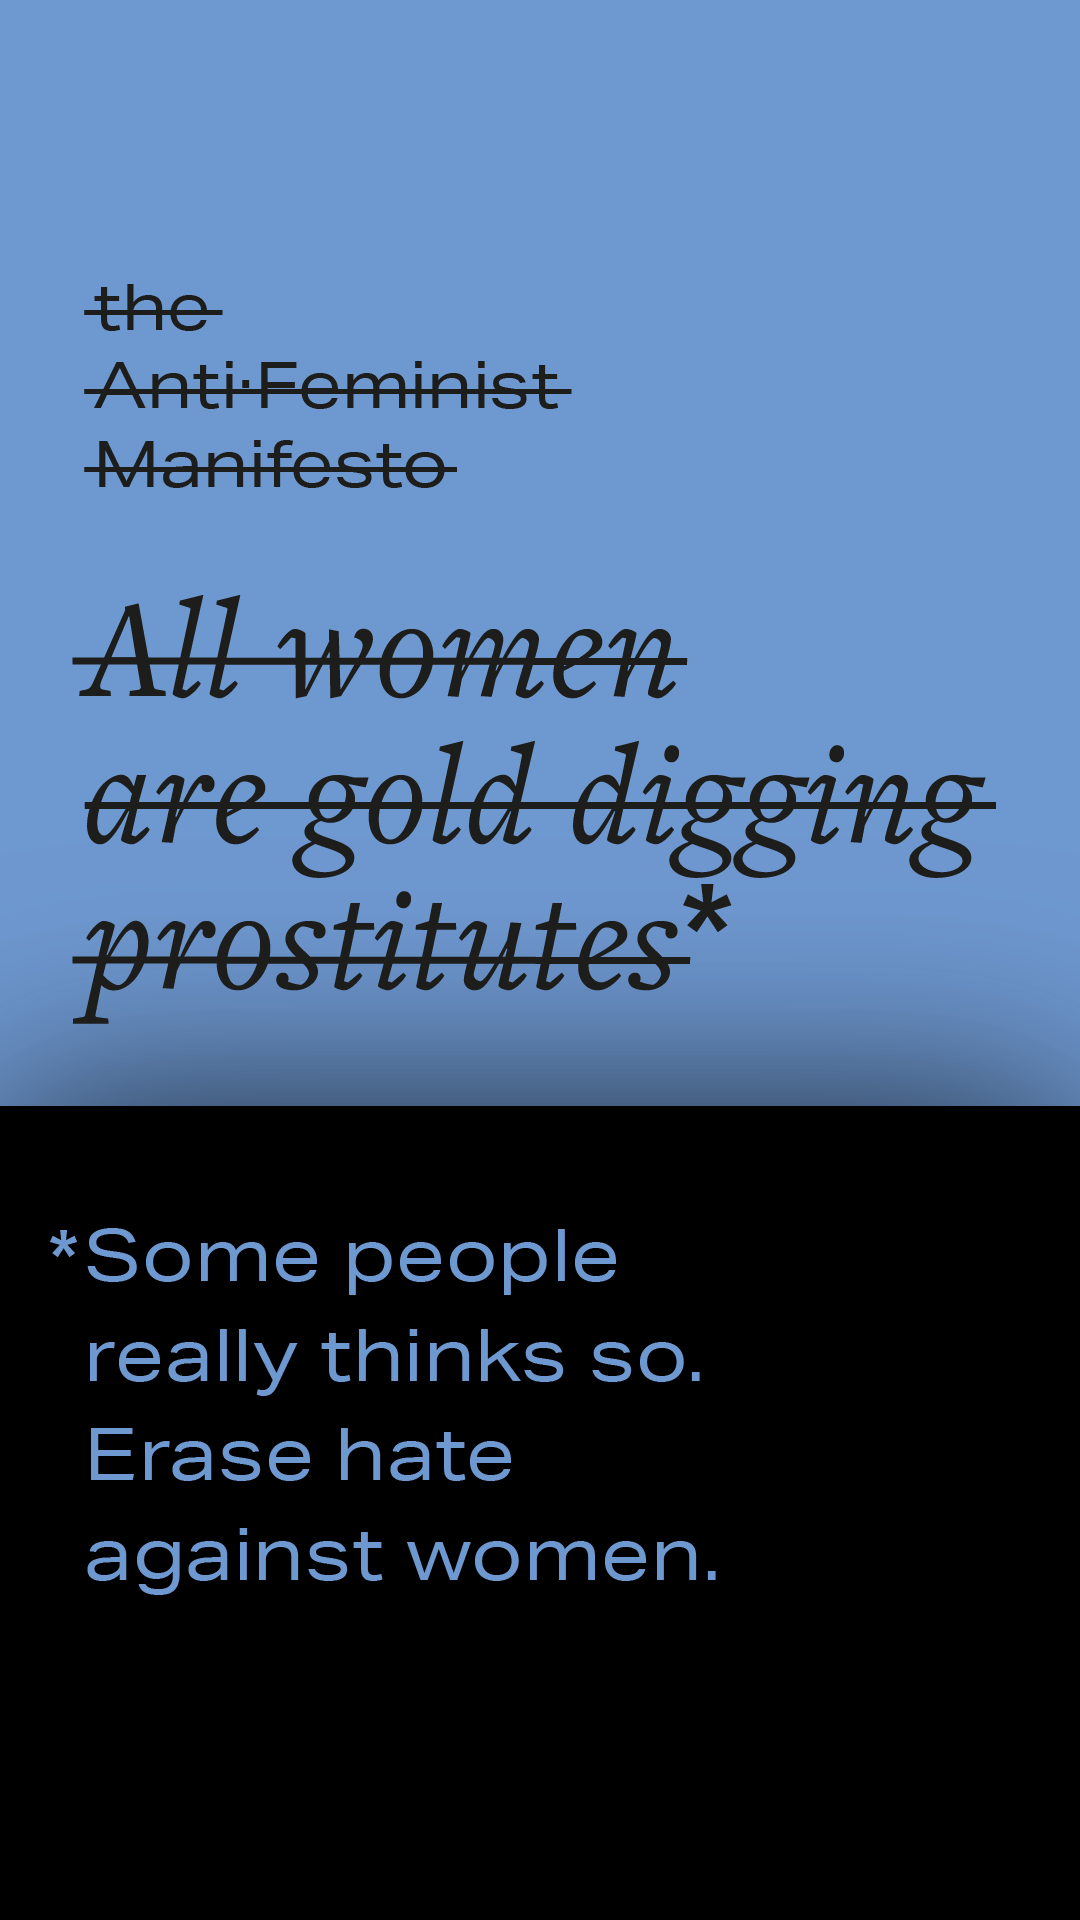 the
Anti·Feminist
Manifesto
All women
are gold digging
prostitutes*
*Some people
really thinks so.
Erase hate
against women.